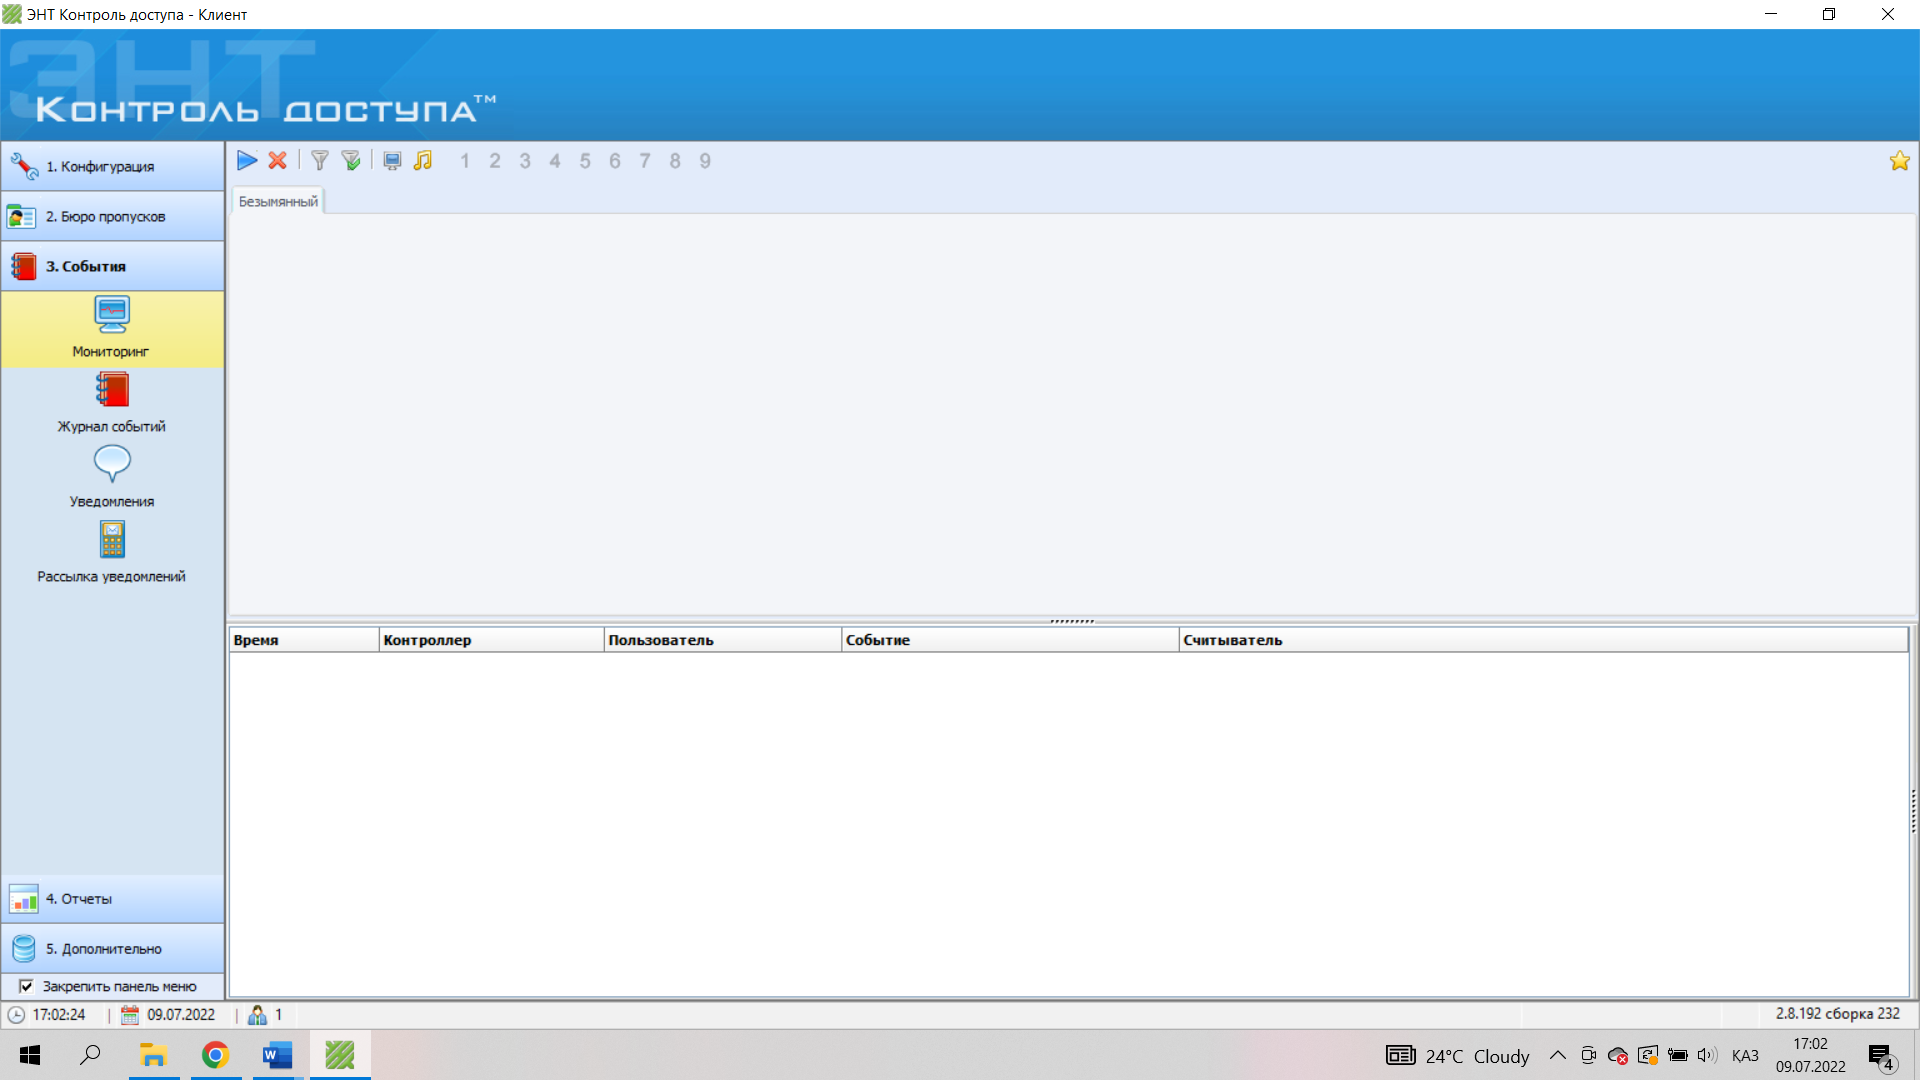 ЭНТ Контроль доступа - Клиент
ЭНТ
Контроль доступа™
1. Конфигурация
2. Бюро пропусков
3. События
Мониторинг
Журнал событий
Уведомления
Рассылка уведомлений
4. Отчеты
5. Дополнительно
Закрепить панель меню
1 2 3 4 5 6 7 8 9
Безымянный
Время Контроллер Пользователь Событие Считыватель
17:02:24 | 09.07.2022 | 1 2.8.192 сборка 232
24°C Cloudy ҚАЗ 17:02
09.07.2022 4